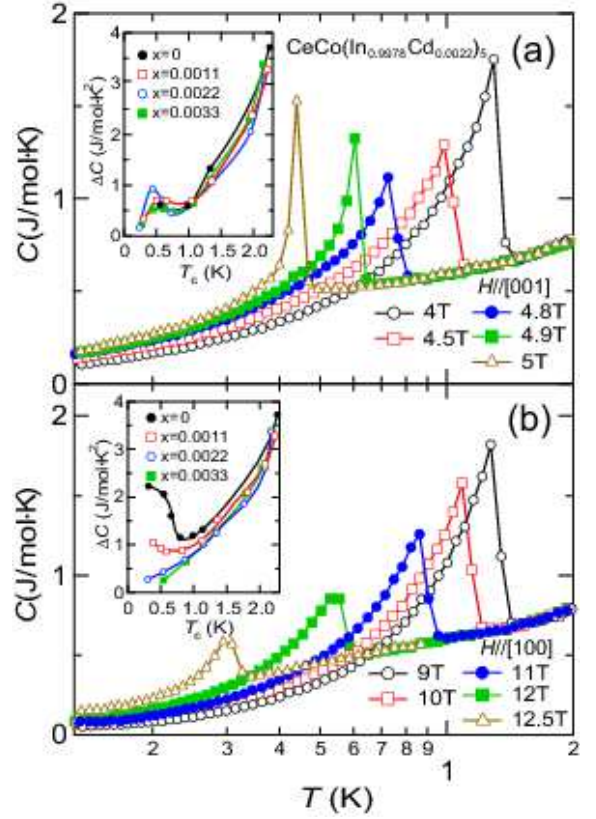 2
1
0
C(J/mol·K)
(a)
CeCo(In0.9978Cd0.0022)5
4
3
2
1
0
ΔC (J/mol·K²)
x=0
x=0.0011
x=0.0022
x=0.0033
0.0 0.5 1.0 1.5 2.0
Tc (K)
H//[001]
4T
4.5T
4.8T
4.9T
5T
2
1
0
C(J/mol·K)
(b)
4
3
2
1
0
ΔC (J/mol·K²)
x=0
x=0.0011
x=0.0022
x=0.0033
0.0 0.5 1.0 1.5 2.0
Tc (K)
H//[100]
9T
10T
11T
12T
12.5T
2 3 4 5 6 7 8 9 1 2
T (K)